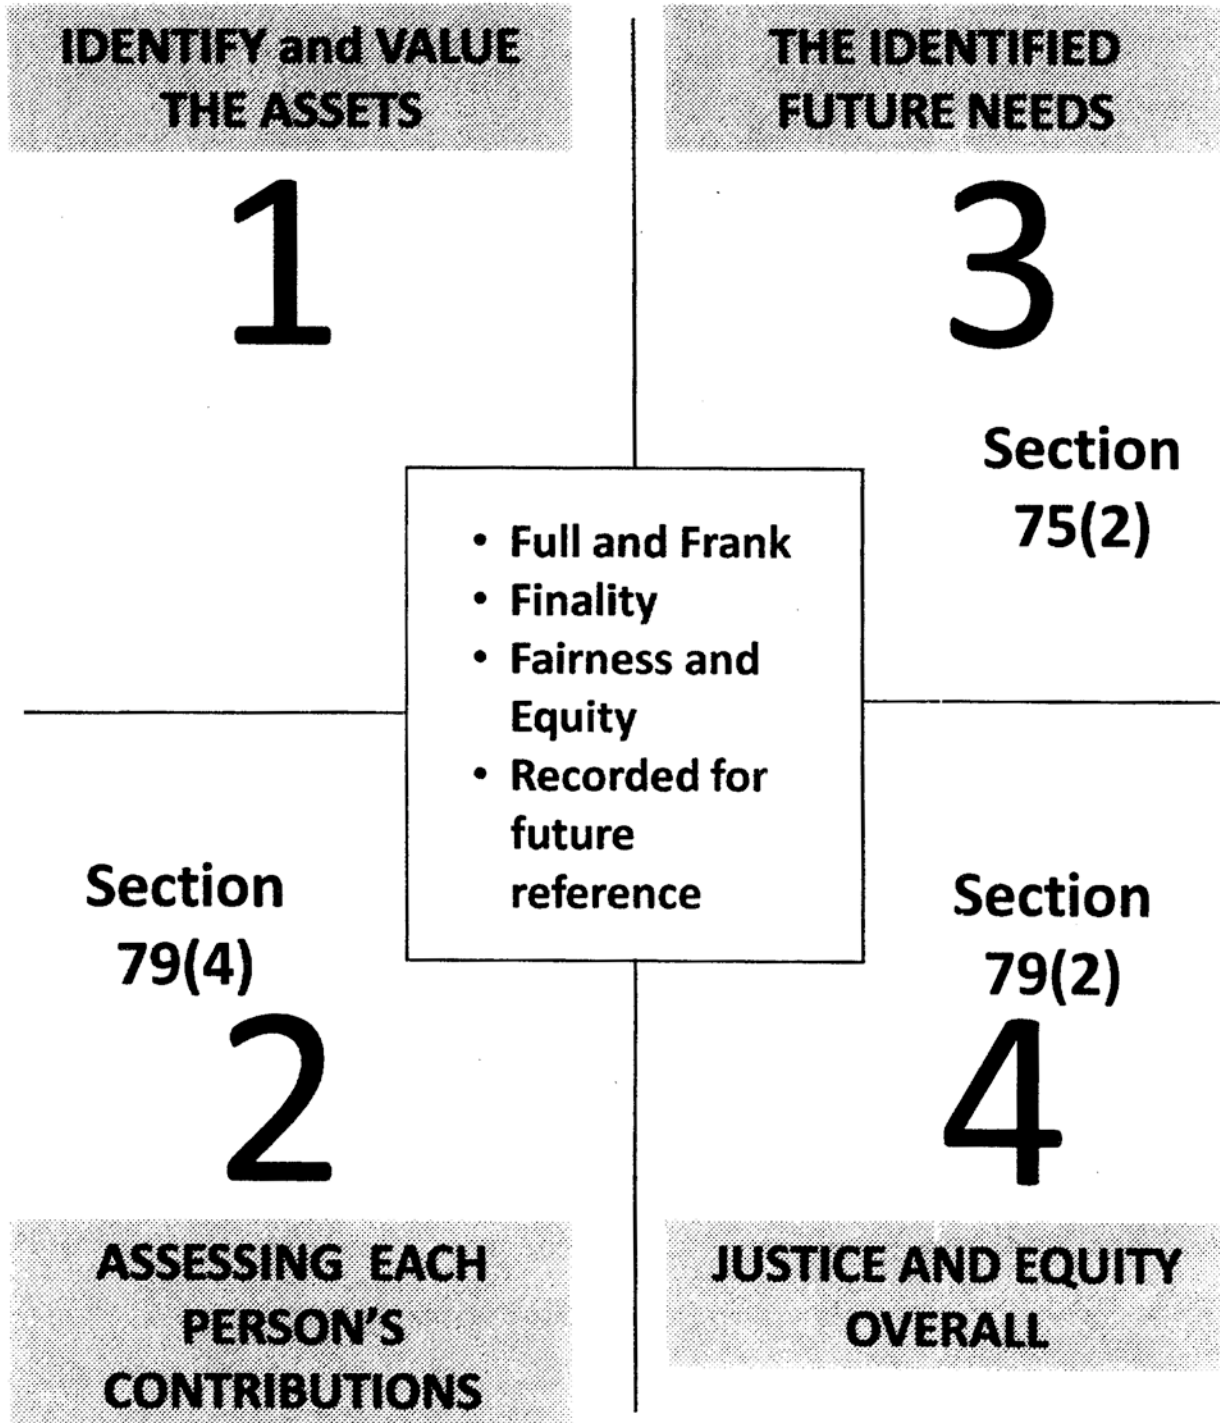 IDENTIFY and VALUE
THE ASSETS
1
THE IDENTIFIED
FUTURE NEEDS
3
Section
75(2)
• Full and Frank
• Finality
• Fairness and
Equity
• Recorded for
future
reference
Section
79(4)
2
ASSESSING EACH
PERSON'S
CONTRIBUTIONS
Section
79(2)
4
JUSTICE AND EQUITY
OVERALL